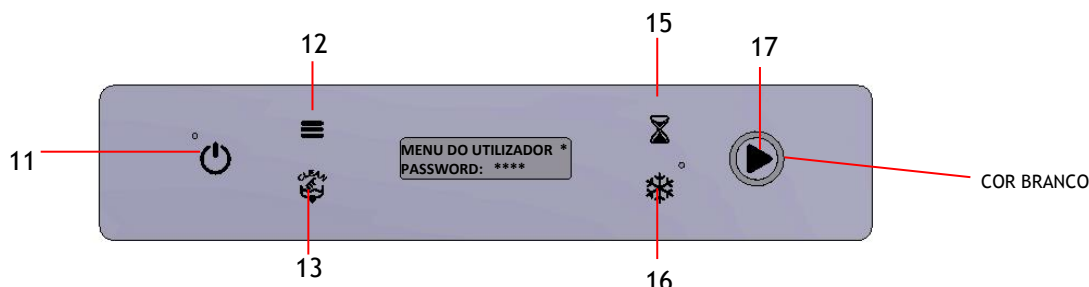 12
15
17
11
MENU DO UTILIZADOR *
PASSWORD: ****
COR BRANCO
CLEAN
13
16